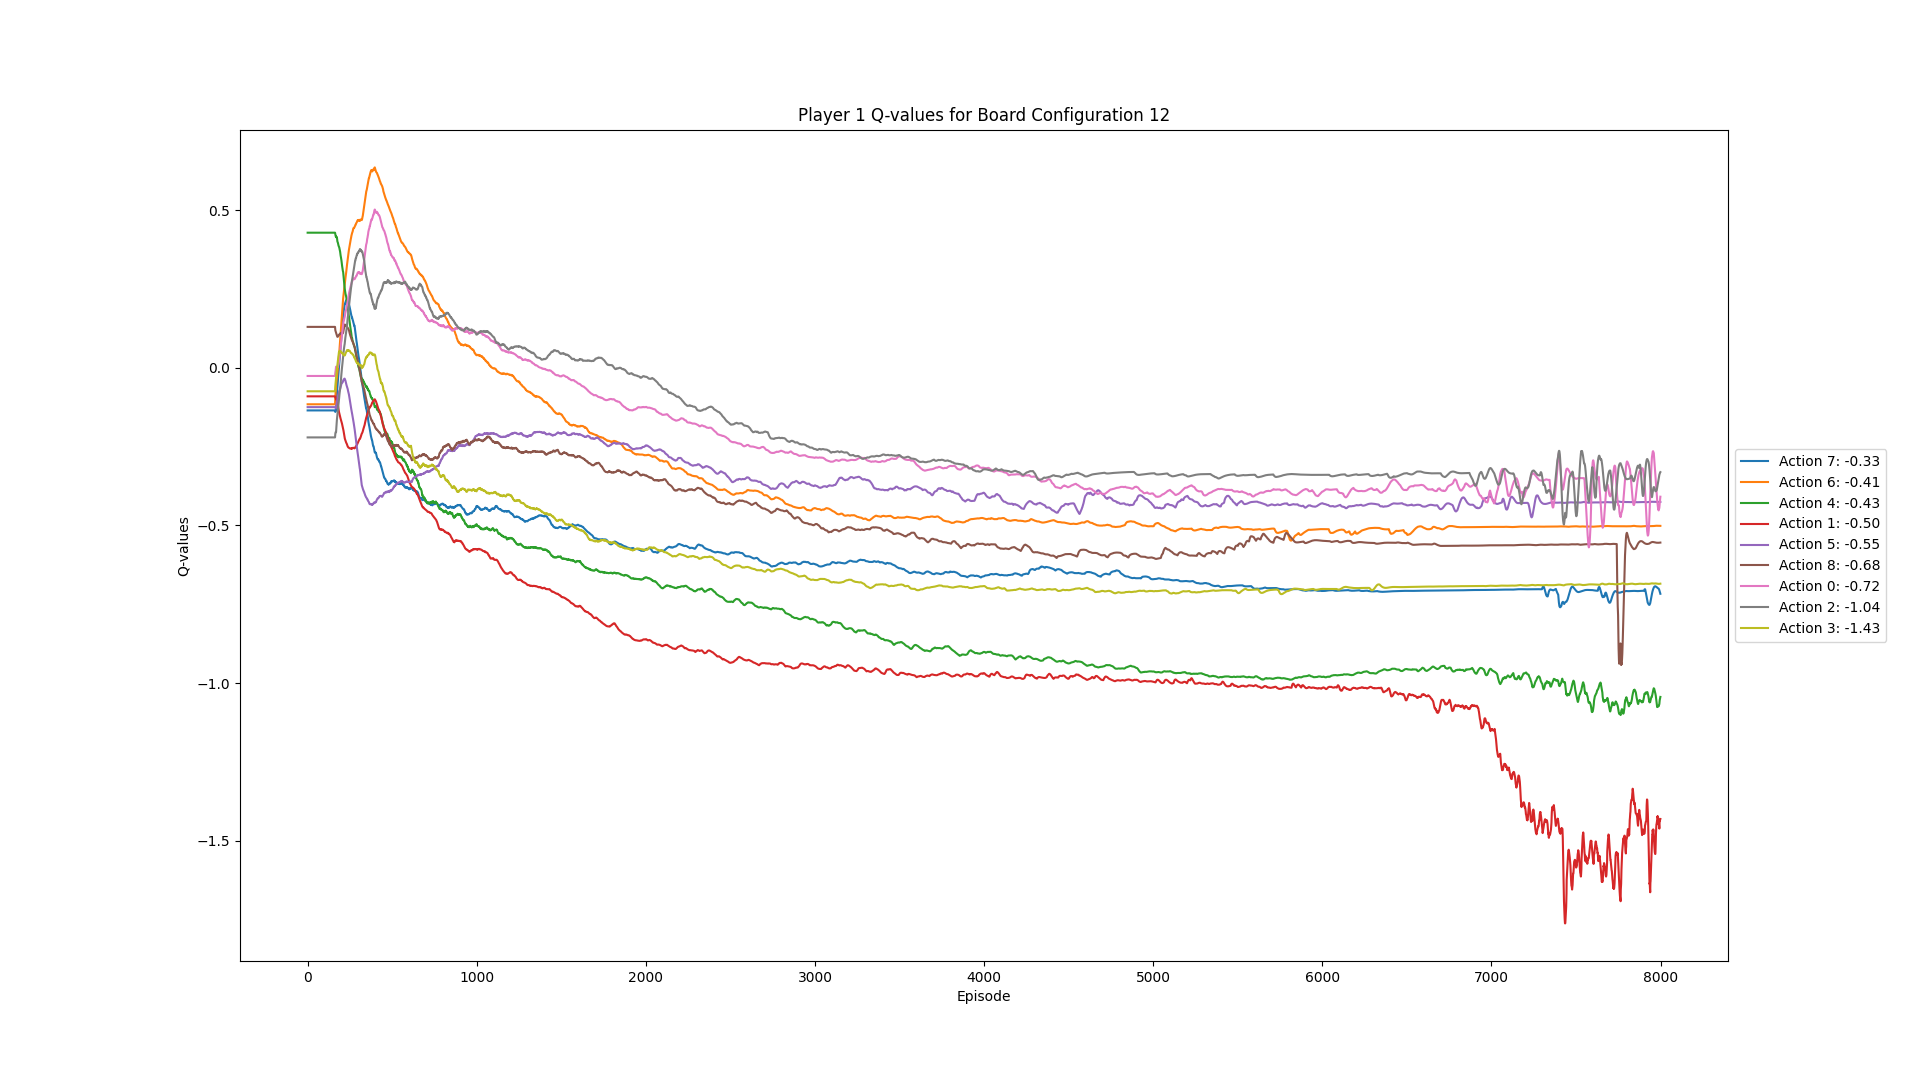 Player 1 Q-values for Board Configuration 12
Q-values
0.5
0.0
−0.5
−1.0
−1.5
0
1000
2000
3000
4000
5000
6000
7000
8000
Episode
Action 7: -0.33
Action 6: -0.41
Action 4: -0.43
Action 1: -0.50
Action 5: -0.55
Action 8: -0.68
Action 0: -0.72
Action 2: -1.04
Action 3: -1.43